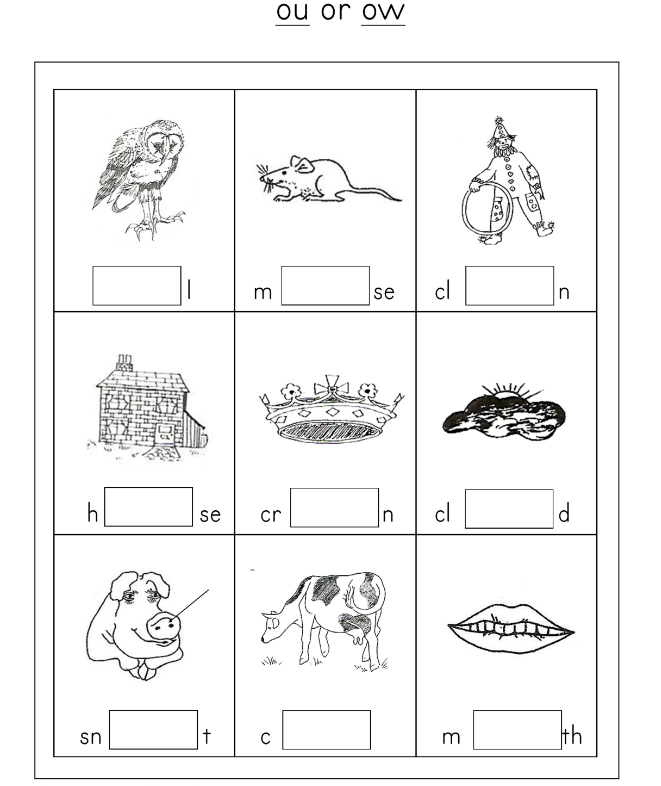 ou or ow
l m se cl n
h se cr n cl d
sn t c m th